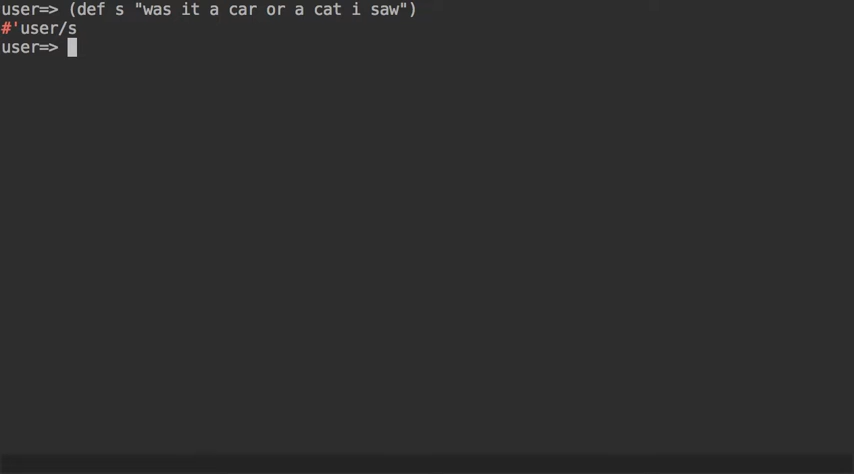 user=> (def s "was it a car or a cat i saw")
#'user/s
user=>